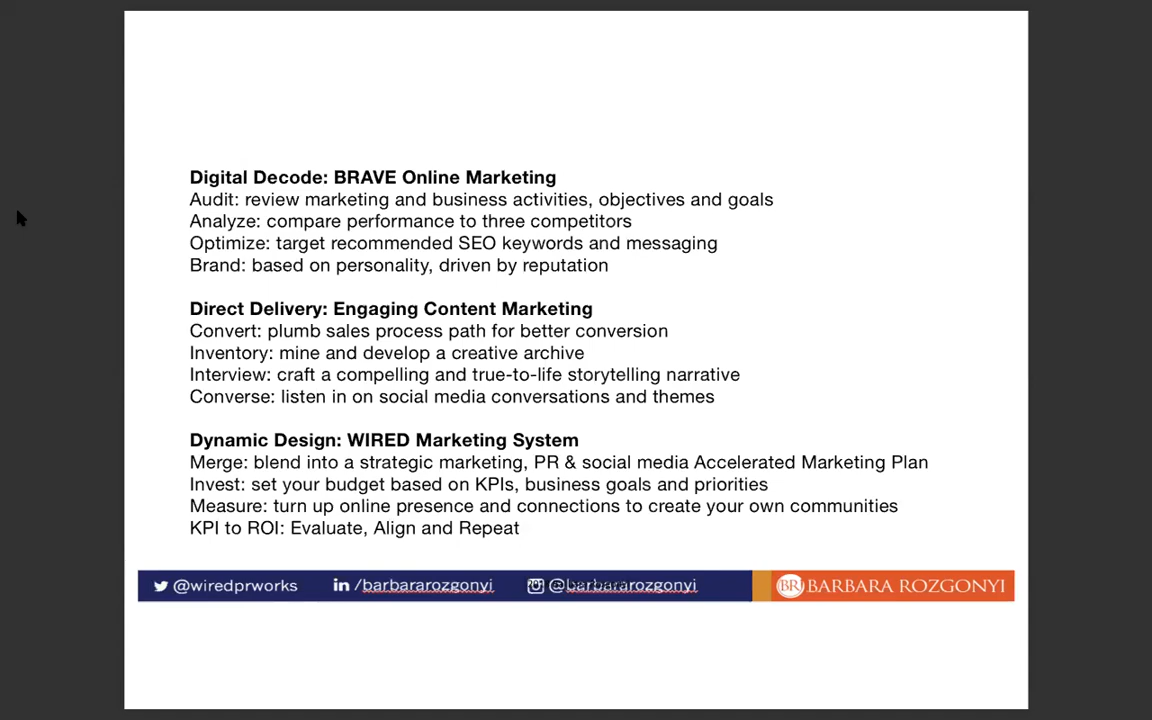 Digital Decode: BRAVE Online Marketing
Audit: review marketing and business activities, objectives and goals
Analyze: compare performance to three competitors
Optimize: target recommended SEO keywords and messaging
Brand: based on personality, driven by reputation
Direct Delivery: Engaging Content Marketing
Convert: plumb sales process path for better conversion
Inventory: mine and develop a creative archive
Interview: craft a compelling and true-to-life storytelling narrative
Converse: listen in on social media conversations and themes
Dynamic Design: WIRED Marketing System
Merge: blend into a strategic marketing, PR & social media Accelerated Marketing Plan
Invest: set your budget based on KPIs, business goals and priorities
Measure: turn up online presence and connections to create your own communities
KPI to ROI: Evaluate, Align and Repeat
@wiredprworks in /barbararozgonyi @barbararozgonyi BR BARBARA ROZGONYI